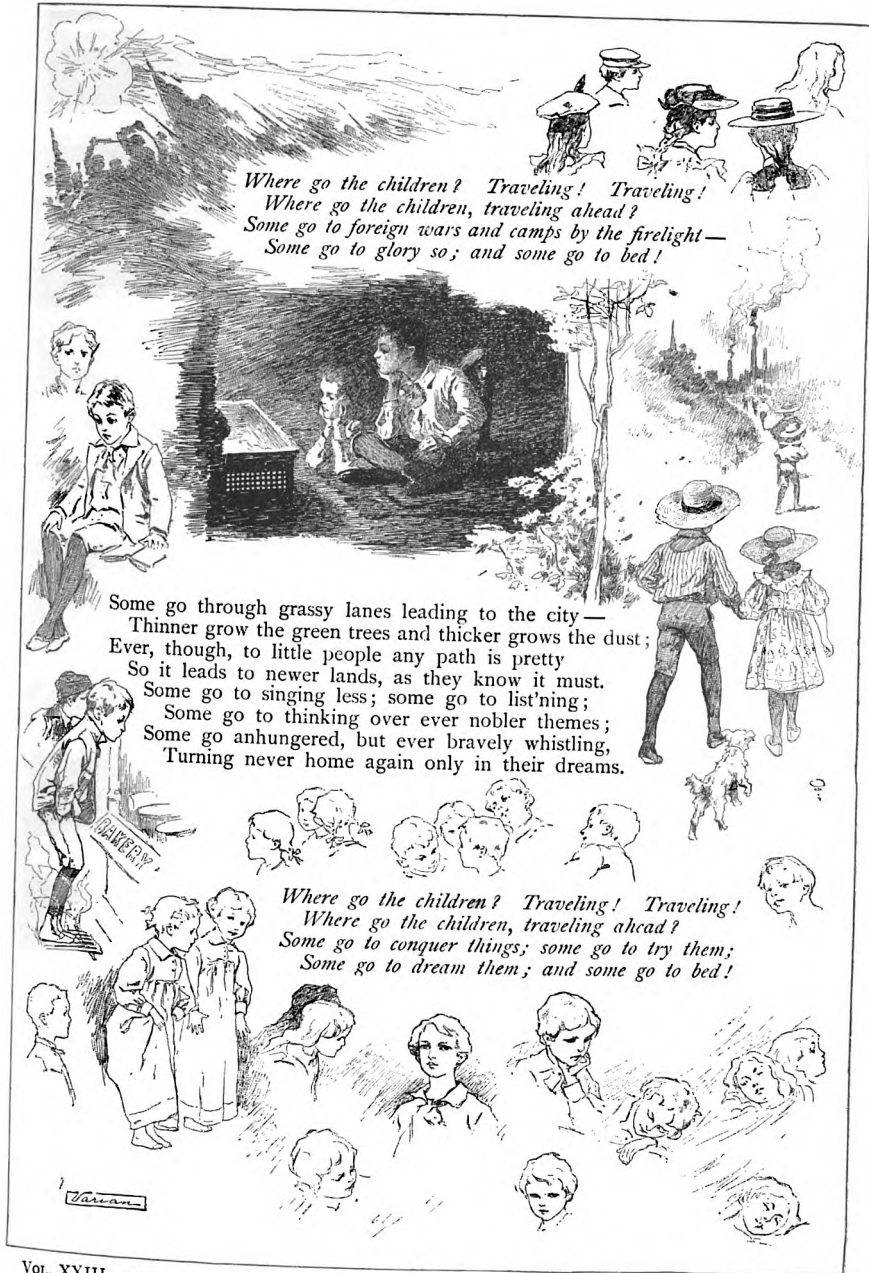 Where go the children? Traveling! Traveling!
Where go the children, traveling ahead?
Some go to foreign wars and camps by the firelight—
Some go to glory so; and some go to bed!
Some go through grassy lanes leading to the city—
Thinner grow the green trees and thicker grows the dust;
Ever, though, to little people any path is pretty
So it leads to newer lands, as they know it must.
Some go to singing less; some go to list'ning;
Some go to thinking over ever nobler themes;
Some go anhungered, but ever bravely whistling,
Turning never home again only in their dreams.
BAKERY
Where go the children? Traveling! Traveling!
Where go the children, traveling ahead?
Some go to conquer things; some go to try them;
Some go to dream them; and some go to bed!
Varian
VOL. XXIII